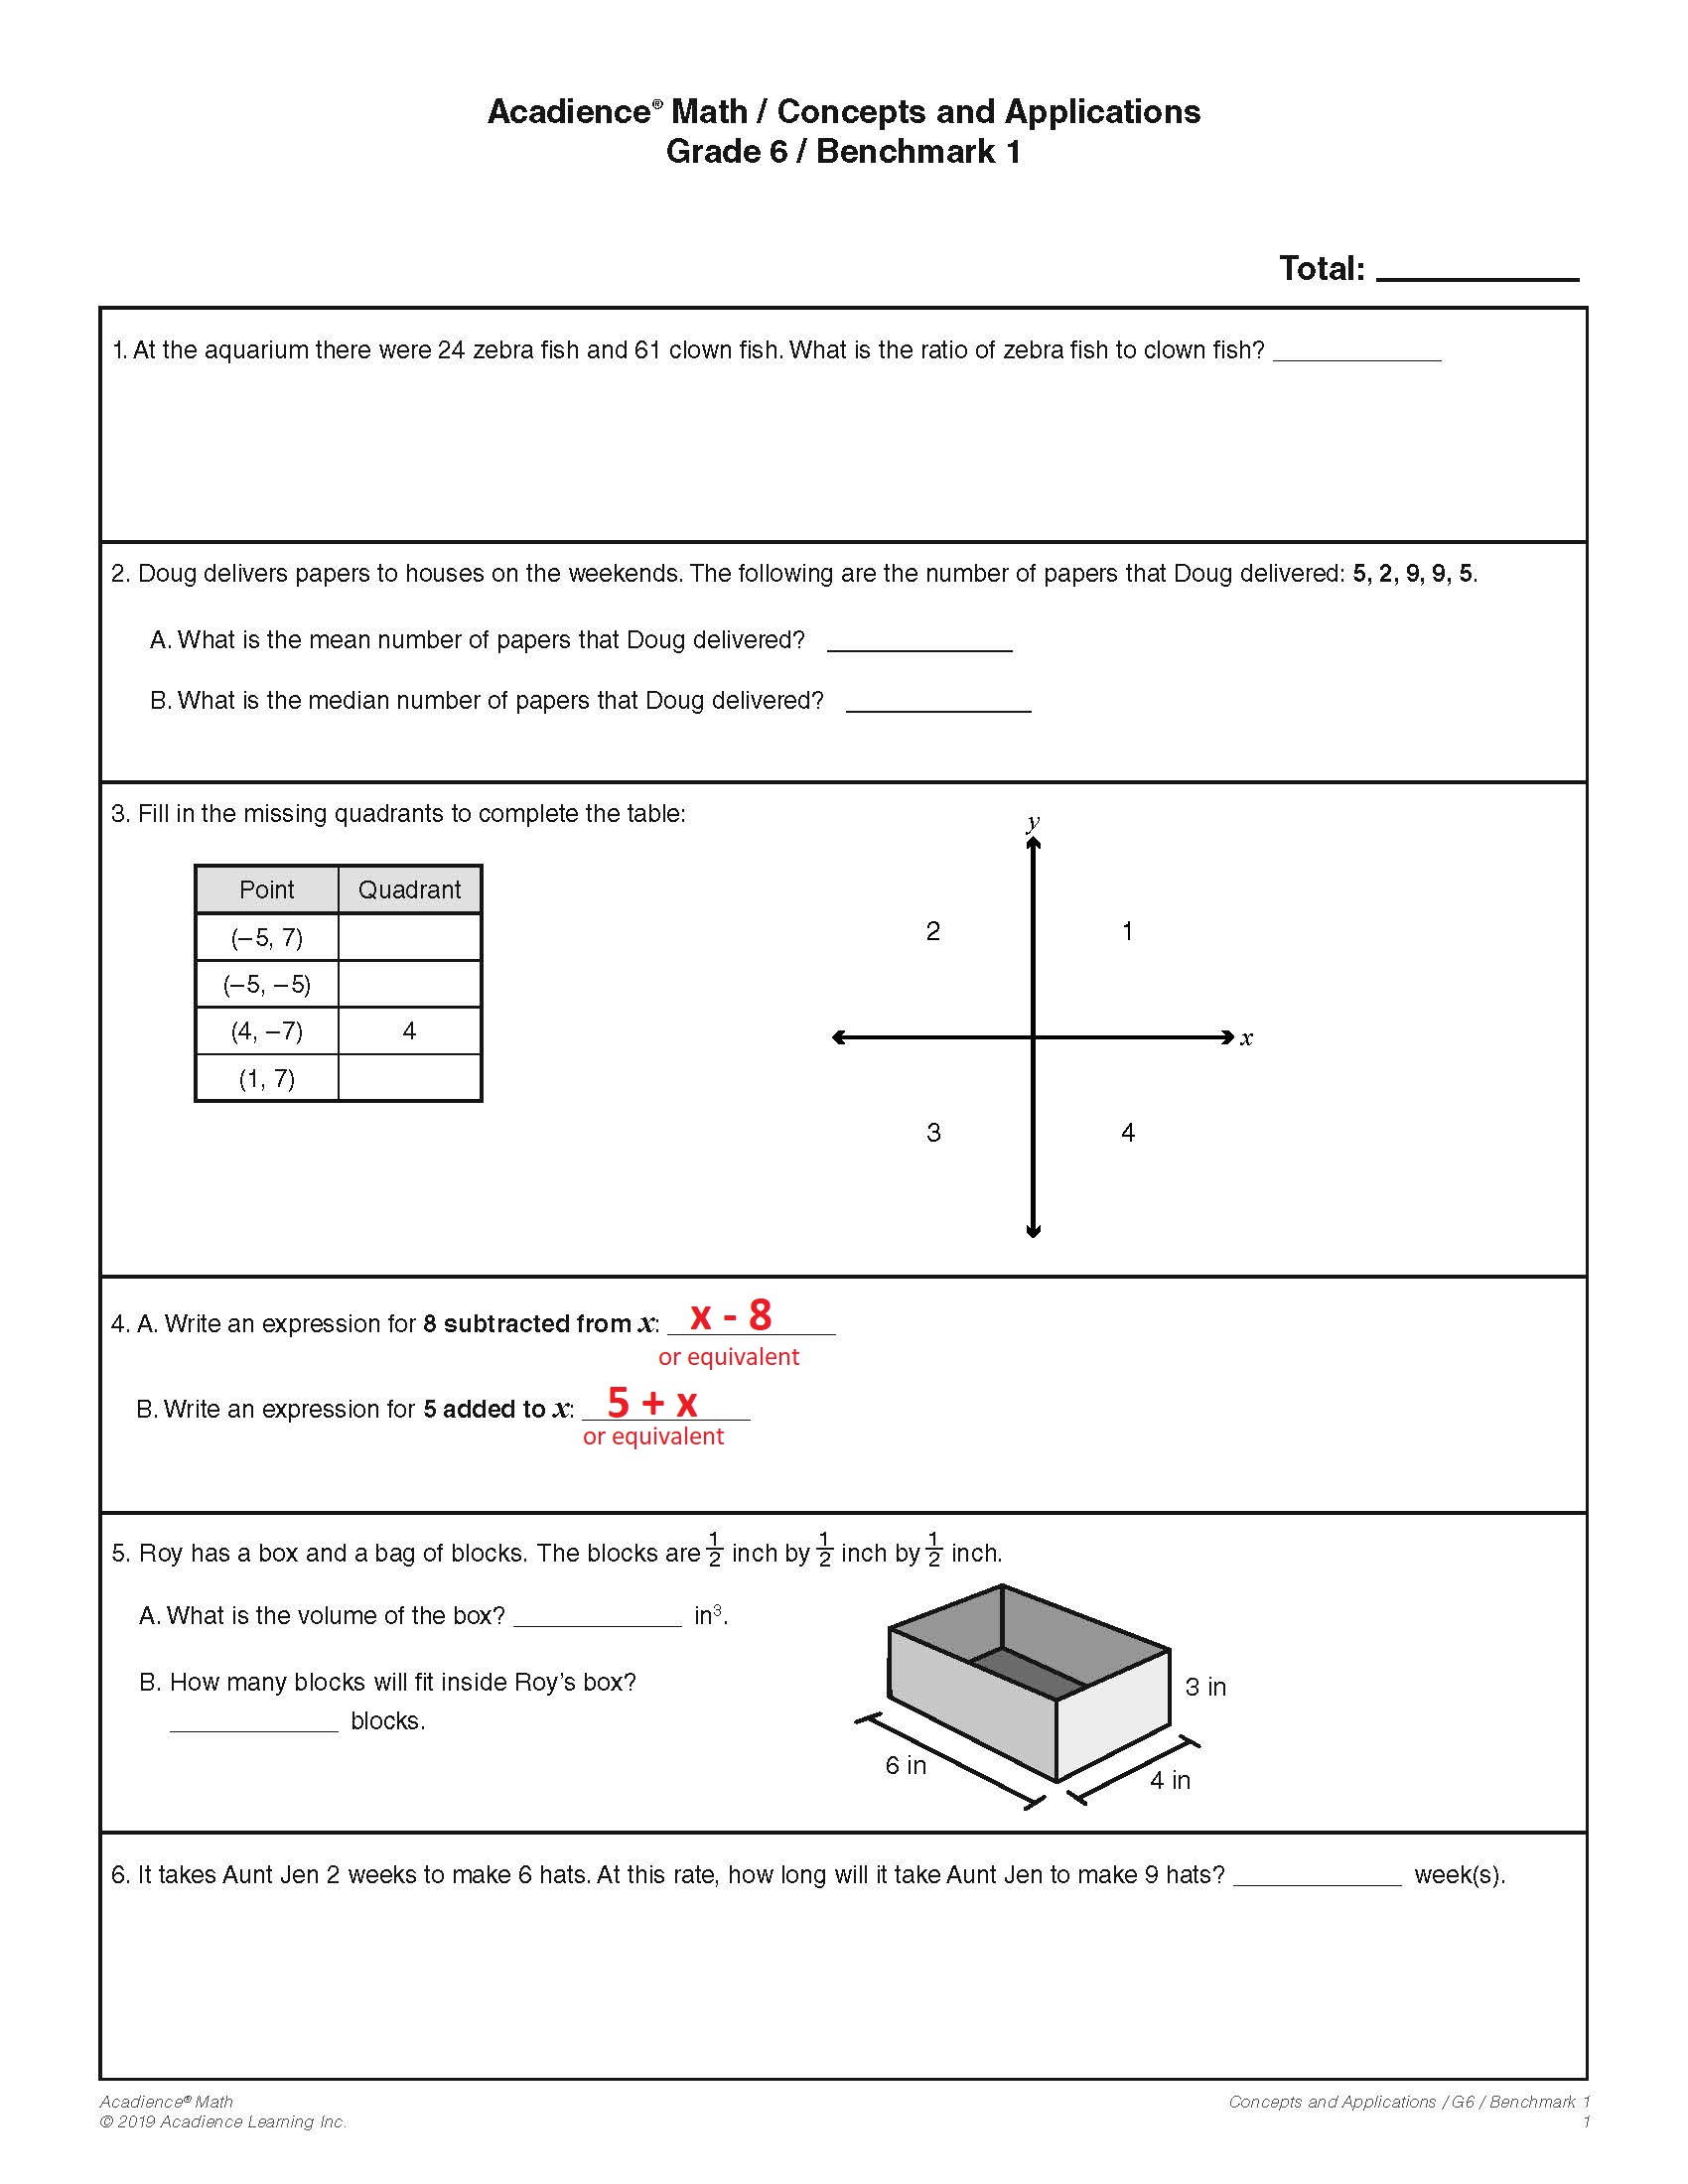 Acadience® Math / Concepts and Applications
Grade 6 / Benchmark 1
Total: ____________
1. At the aquarium there were 24 zebra fish and 61 clown fish. What is the ratio of zebra fish to clown fish? ____________
2. Doug delivers papers to houses on the weekends. The following are the number of papers that Doug delivered: 5, 2, 9, 9, 5.
A. What is the mean number of papers that Doug delivered? ____________
B. What is the median number of papers that Doug delivered? ____________
3. Fill in the missing quadrants to complete the table:
Point Quadrant
(–5, 7)
(–5, –5)
(4, –7) 4
(1, 7)
y
2 1
x
3 4
4. A. Write an expression for 8 subtracted from x: x - 8
or equivalent
B. Write an expression for 5 added to x: 5 + x
or equivalent
5. Roy has a box and a bag of blocks. The blocks are 1/2 inch by 1/2 inch by 1/2 inch.
A. What is the volume of the box? ____________ in³.
B. How many blocks will fit inside Roy’s box?
____________ blocks.
3 in
6 in
4 in
6. It takes Aunt Jen 2 weeks to make 6 hats. At this rate, how long will it take Aunt Jen to make 9 hats? ____________ week(s).
Acadience® Math
© 2019 Acadience Learning Inc.
Concepts and Applications / G6 / Benchmark 1
1